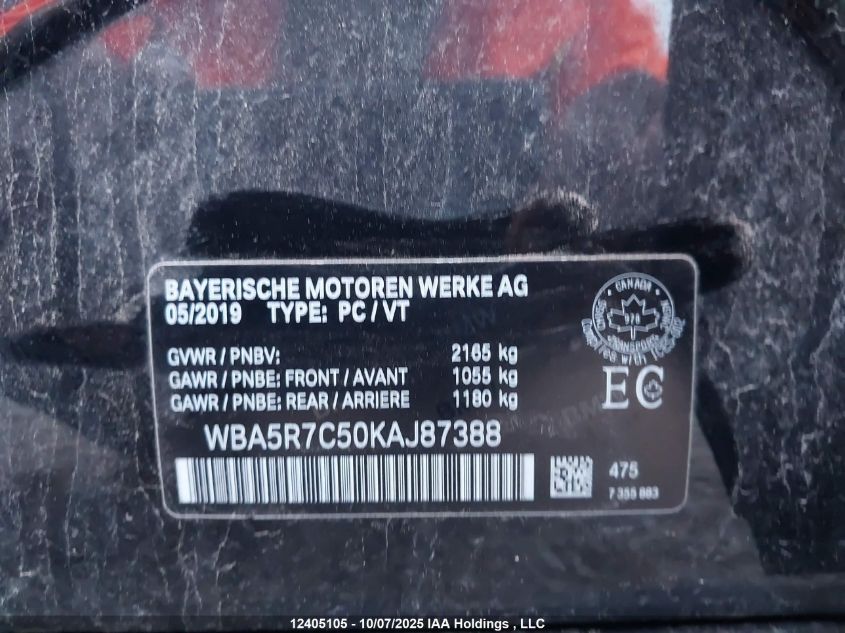 BAYERISCHE MOTOREN WERKE AG
05/2019 TYPE: PC / VT
GVWR / PNBV: 2165 kg
GAWR / PNBE: FRONT / AVANT 1055 kg
GAWR / PNBE: REAR / ARRIERE 1180 kg
CANADA
EC
WBA5R7C50KAJ87388
475
7 355 883
12405105 - 10/07/2025 IAA Holdings , LLC